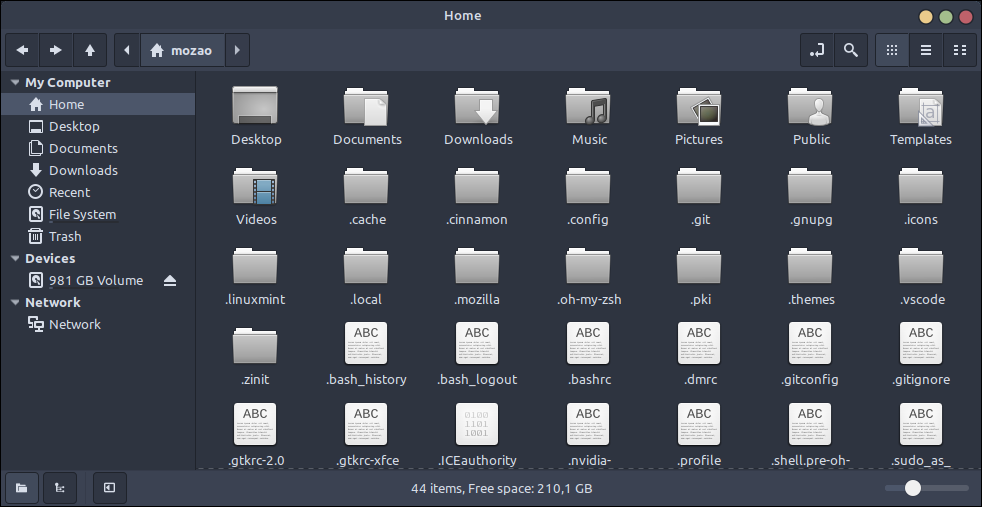 Home
mozao
My Computer
Home
Desktop
Documents
Downloads
Recent
File System
Trash
Devices
981 GB Volume
Network
Network
Desktop Documents Downloads Music Pictures Public Templates
Videos .cache .cinnamon .config .git .gnupg .icons
.linuxmint .local .mozilla .oh-my-zsh .pki .themes .vscode
ABC ABC ABC ABC ABC ABC
.zinit .bash_history .bash_logout .bashrc .dmrc .gitconfig .gitignore
ABC ABC 0100 ABC ABC ABC ABC
1101
1001
.gtkrc-2.0 .gtkrc-xfce .ICEauthority .nvidia- .profile .shell.pre-oh- .sudo_as_
44 items, Free space: 210,1 GB